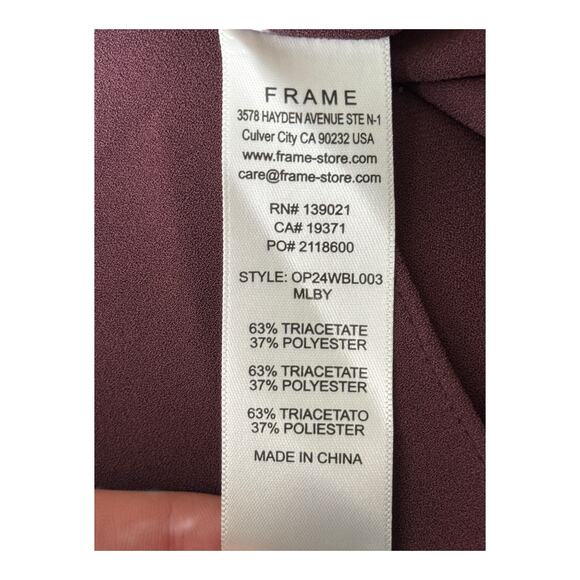 FRAME
3578 HAYDEN AVENUE STE N-1
Culver City CA 90232 USA
www.frame-store.com
care@frame-store.com
RN# 139021
CA# 19371
PO# 2118600
STYLE: OP24WBL003
MLBY
63% TRIACETATE
37% POLYESTER
63% TRIACETATE
37% POLYESTER
63% TRIACETATO
37% POLIESTER
MADE IN CHINA